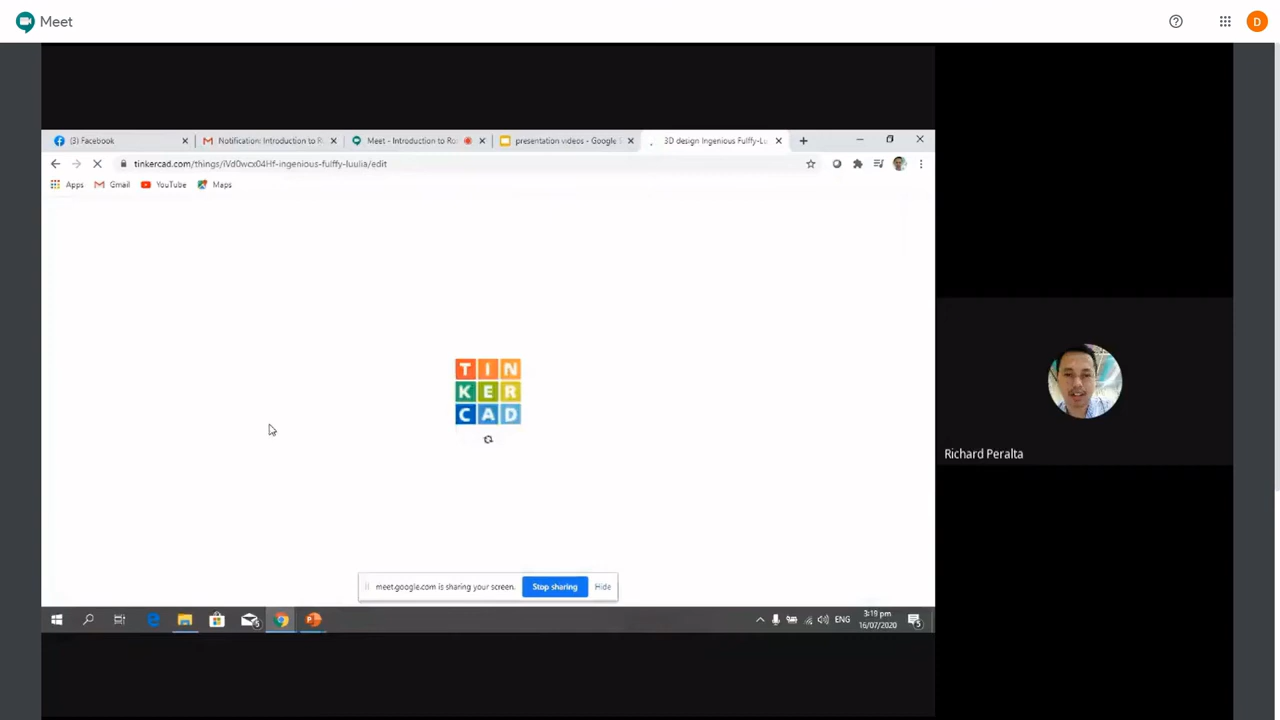 Meet
D
(3) Facebook
Notification: Introduction to R
Meet - Introduction to Ro
presentation videos - Google S
3D design Ingenious Fulffy-Lu
tinkercad.com/things/iVd0wcx04Hf-ingenious-fulffy-luulia/edit
Apps
Gmail
YouTube
Maps
TIN
KER
CAD
Richard Peralta
meet.google.com is sharing your screen.
Stop sharing
Hide
ENG
3:19 pm
16/07/2020